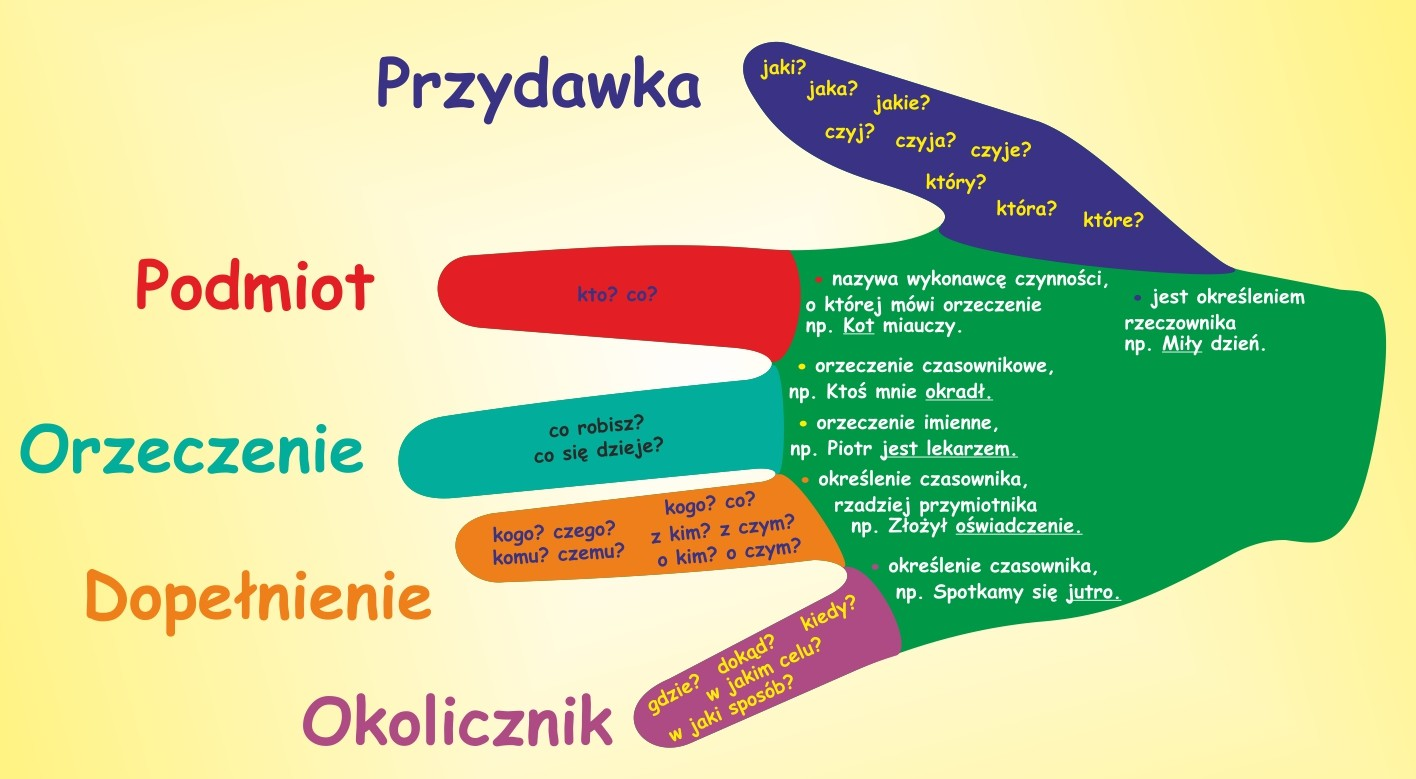 Przydawka
jaki?
jaka?
jakie?
czyj?
czyja?
czyje?
który?
która?
które?
• jest określeniem
rzeczownika
np. Miły dzień.
Podmiot
kto? co?
• nazywa wykonawcę czynności,
o której mówi orzeczenie
np. Kot miauczy.
Orzeczenie
co robisz?
co się dzieje?
• orzeczenie czasownikowe,
np. Ktoś mnie okradł.
• orzeczenie imienne,
np. Piotr jest lekarzem.
Dopełnienie
kogo? czego?
komu? czemu?
kogo? co?
z kim? z czym?
o kim? o czym?
• określenie czasownika,
rzadziej przymiotnika
np. Złożył oświadczenie.
Okolicznik
gdzie? dokąd? kiedy?
w jakim celu?
w jaki sposób?
• określenie czasownika,
np. Spotkamy się jutro.